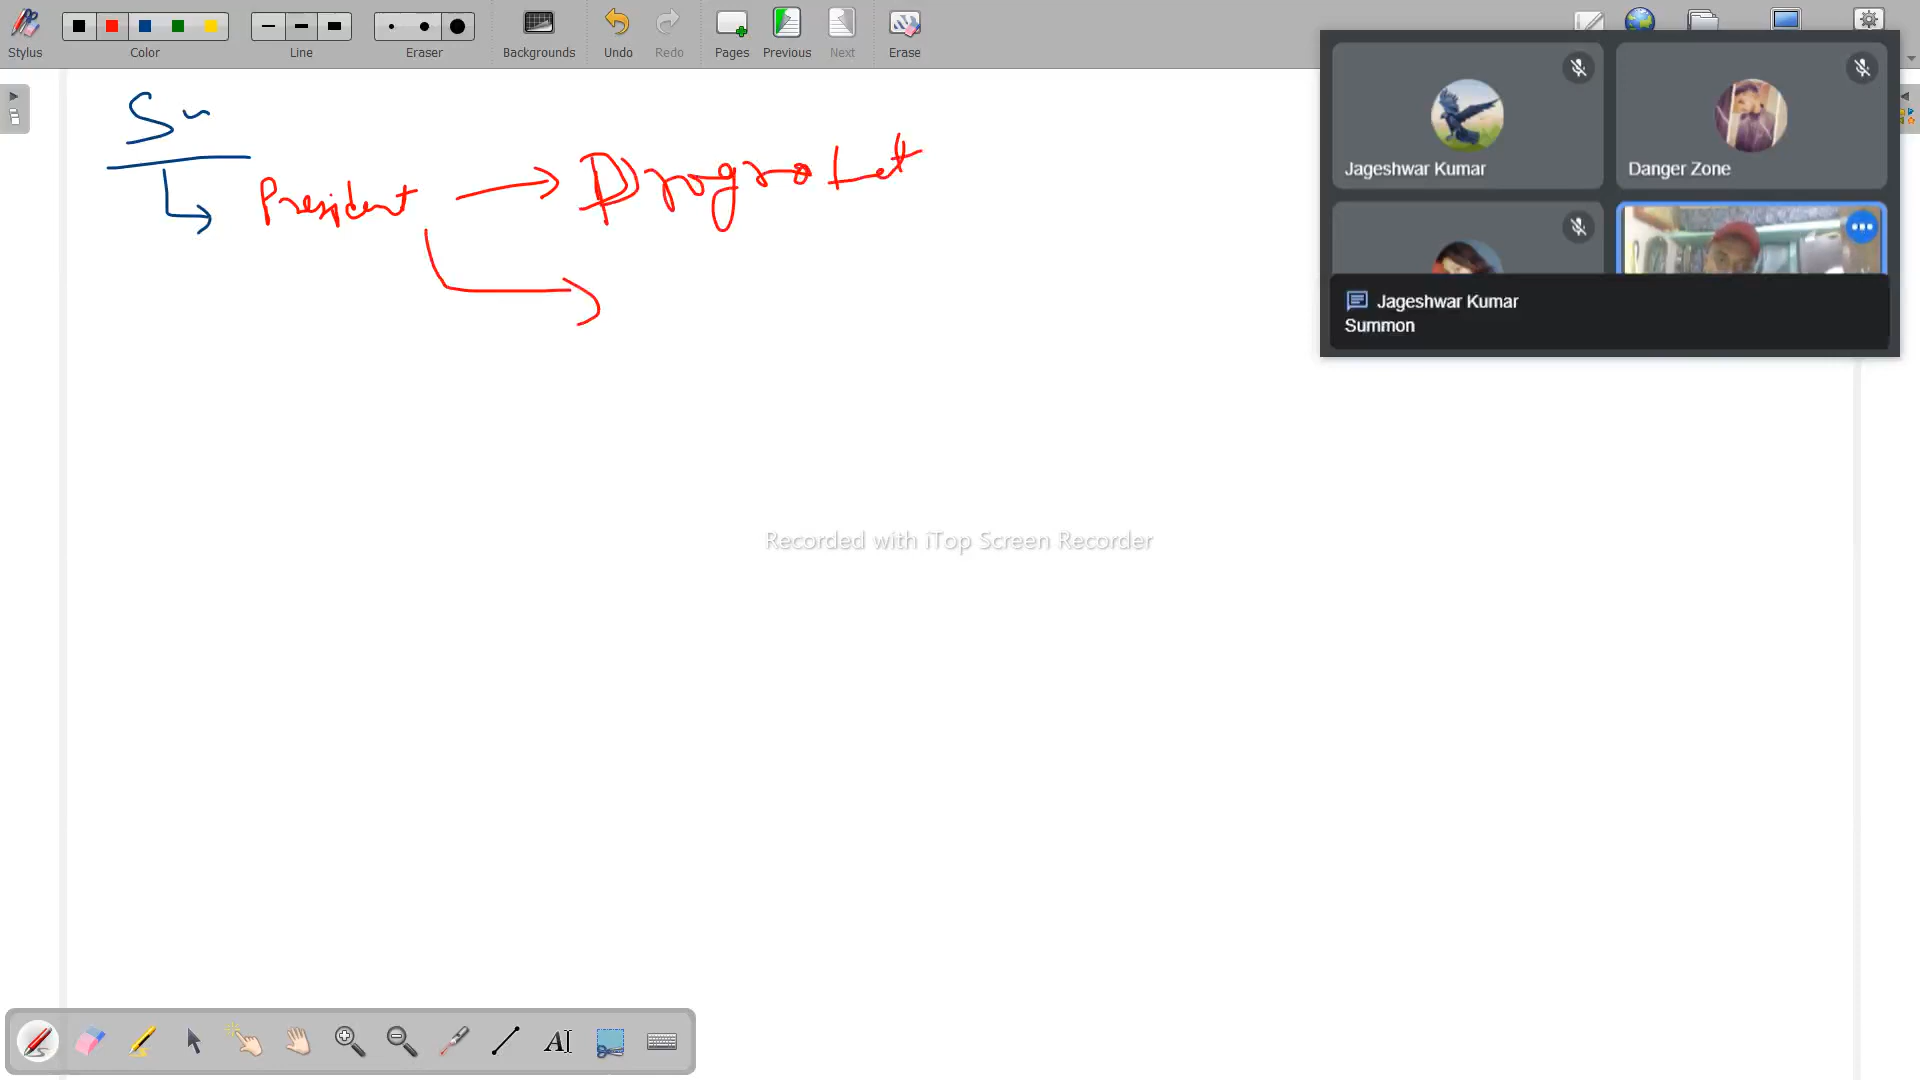 Stylus
Color
Line
Eraser
Backgrounds
Undo
Redo
Pages
Previous
Next
Erase
President
Jageshwar Kumar
Danger Zone
Jageshwar Kumar
Summon
Recorded with iTop Screen Recorder
AI